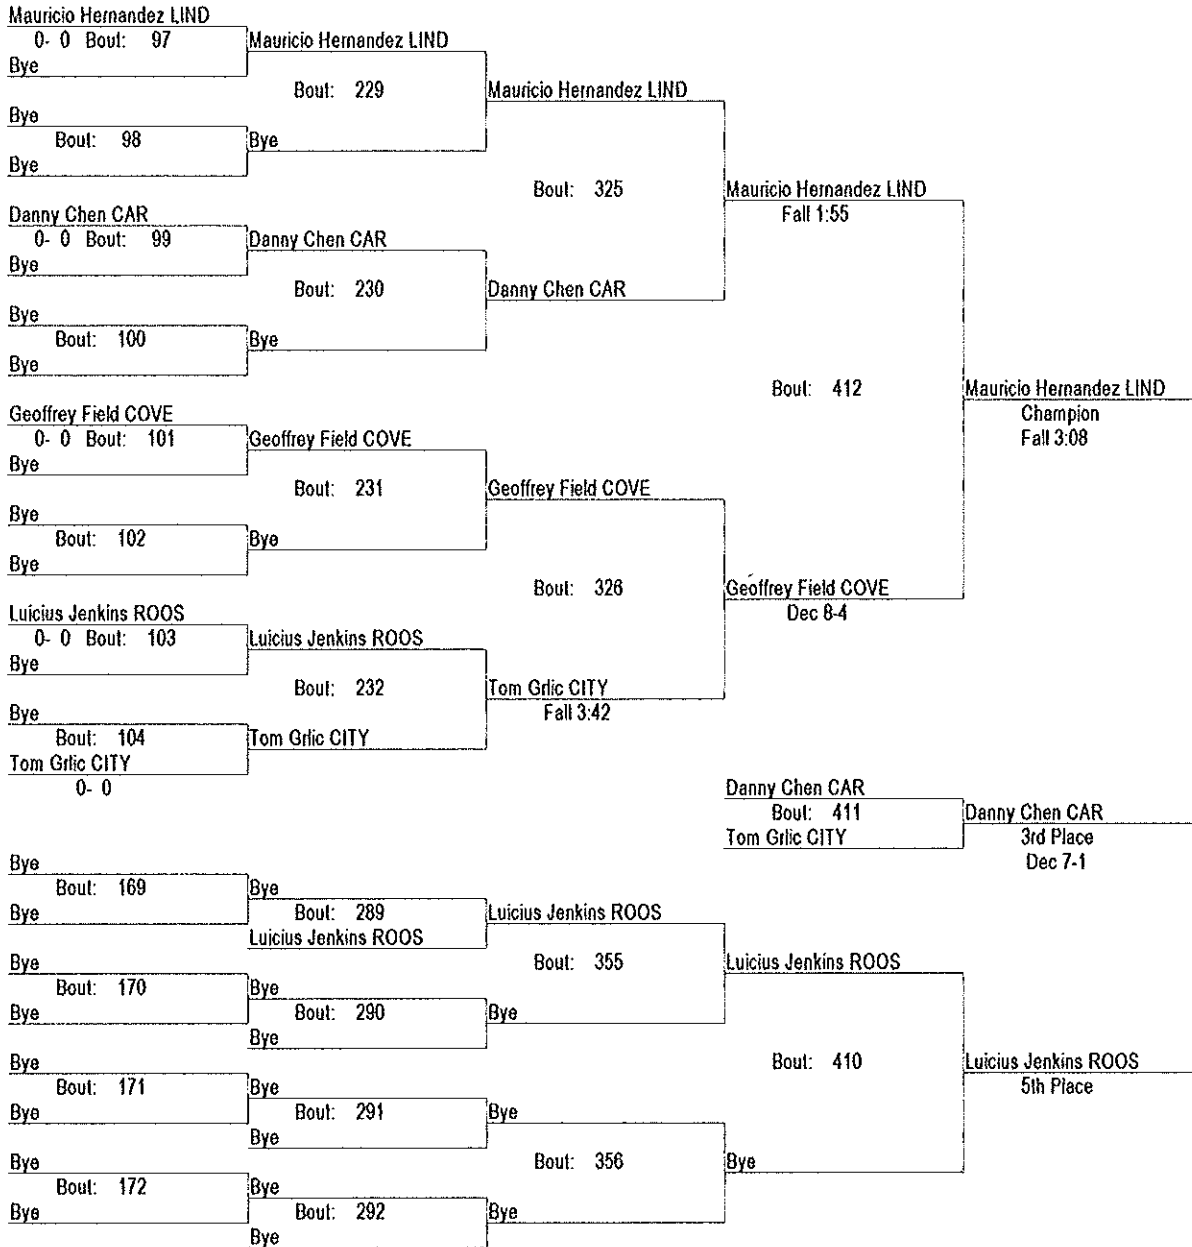 Mauricio Hernandez LIND
0- 0 Bout: 97
Bye
Mauricio Hernandez LIND
Bout: 229
Mauricio Hernandez LIND
Bye
Bout: 98
Bye
Bye
Bout: 325
Mauricio Hernandez LIND
Fall 1:55
Danny Chen CAR
0- 0 Bout: 99
Bye
Danny Chen CAR
Bout: 230
Danny Chen CAR
Bye
Bout: 100
Bye
Bye
Bout: 412
Mauricio Hernandez LIND
Champion
Fall 3:08
Geoffrey Field COVE
0- 0 Bout: 101
Bye
Geoffrey Field COVE
Bout: 231
Geoffrey Field COVE
Bye
Bout: 102
Bye
Bye
Bout: 326
Geoffrey Field COVE
Dec 8-4
Luicius Jenkins ROOS
0- 0 Bout: 103
Bye
Luicius Jenkins ROOS
Bout: 232
Tom Grlic CITY
Fall 3:42
Bye
Bout: 104
Tom Grlic CITY
0- 0
Tom Grlic CITY
Danny Chen CAR
Bout: 411
Tom Grlic CITY
Danny Chen CAR
3rd Place
Dec 7-1
Bye
Bout: 169
Bye
Bye
Bout: 289
Luicius Jenkins ROOS
Luicius Jenkins ROOS
Bout: 355
Luicius Jenkins ROOS
Bye
Bout: 170
Bye
Bye
Bout: 290
Bye
Bye
Bout: 410
Luicius Jenkins ROOS
5th Place
Bye
Bout: 171
Bye
Bye
Bout: 291
Bye
Bye
Bout: 356
Bye
Bye
Bout: 172
Bye
Bye
Bout: 292
Bye
Bye